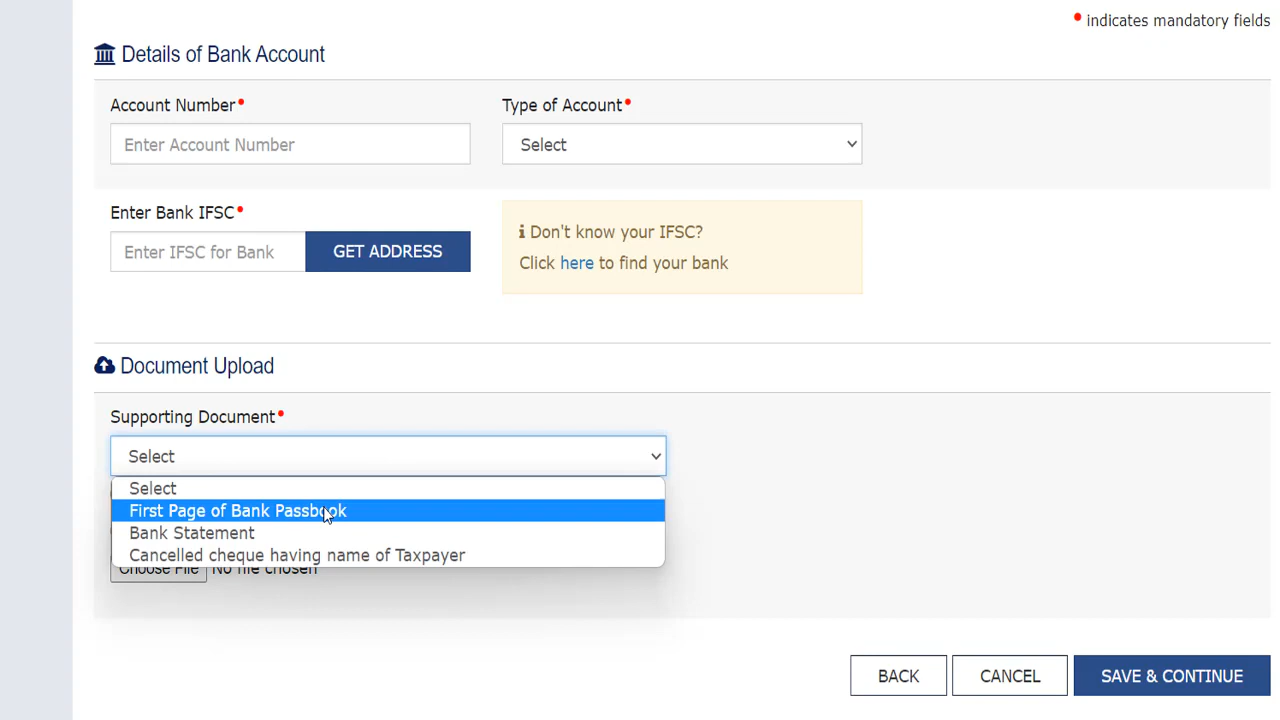 • indicates mandatory fields
Details of Bank Account
Account Number•
Type of Account•
Enter Account Number
Select
Enter Bank IFSC•
Don't know your IFSC?
Enter IFSC for Bank
GET ADDRESS
Click here to find your bank
Document Upload
Supporting Document•
Select
Select
First Page of Bank Passbook
Bank Statement
Cancelled cheque having name of Taxpayer
Choose File No file chosen
BACK
CANCEL
SAVE & CONTINUE